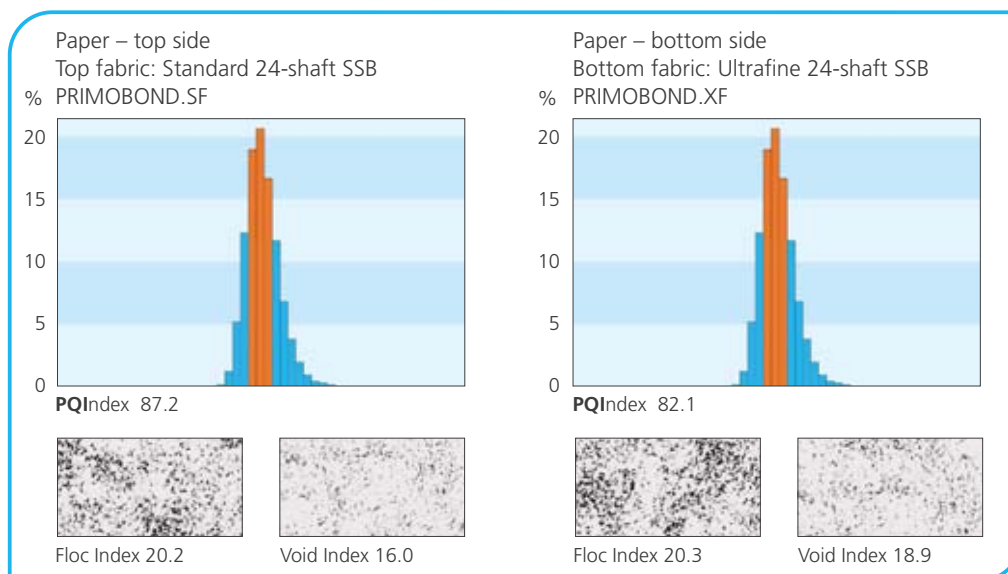 Paper – top side
Top fabric: Standard 24-shaft SSB
% PRIMOBOND.SF
20
15
10
5
0
PQIndex 87.2
Floc Index 20.2
Void Index 16.0
Paper – bottom side
Bottom fabric: Ultrafine 24-shaft SSB
% PRIMOBOND.XF
20
15
10
5
0
PQIndex 82.1
Floc Index 20.3
Void Index 18.9